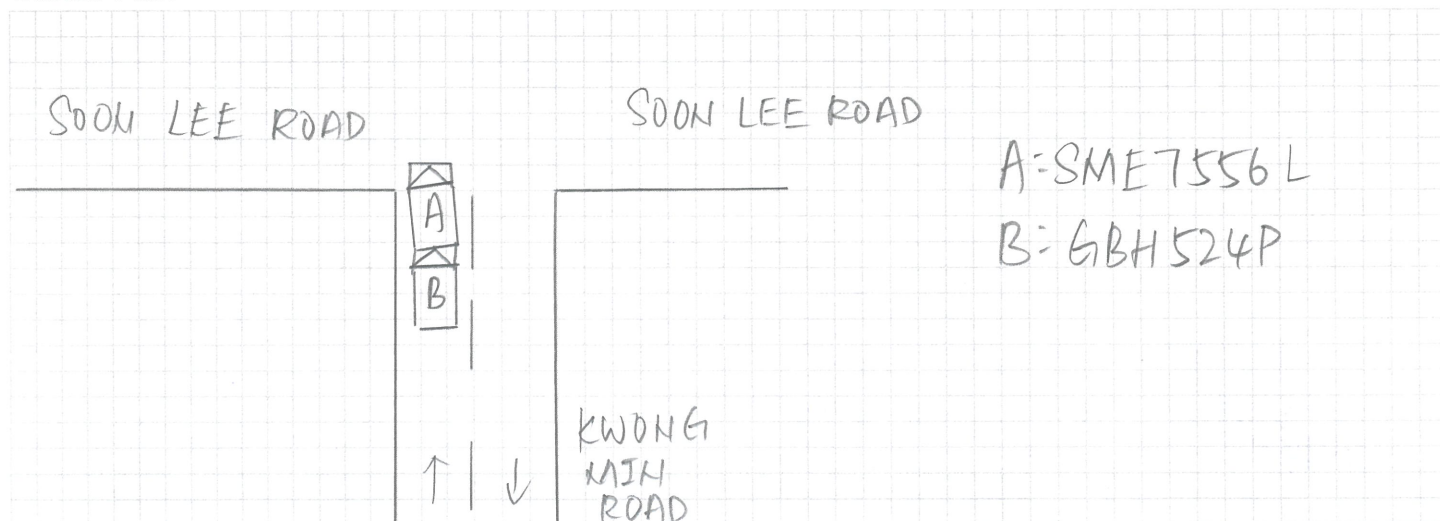 SOON LEE ROAD
SOON LEE ROAD
A:SME7556L
B:GBH524P
A
B
KWONG
MIN
ROAD